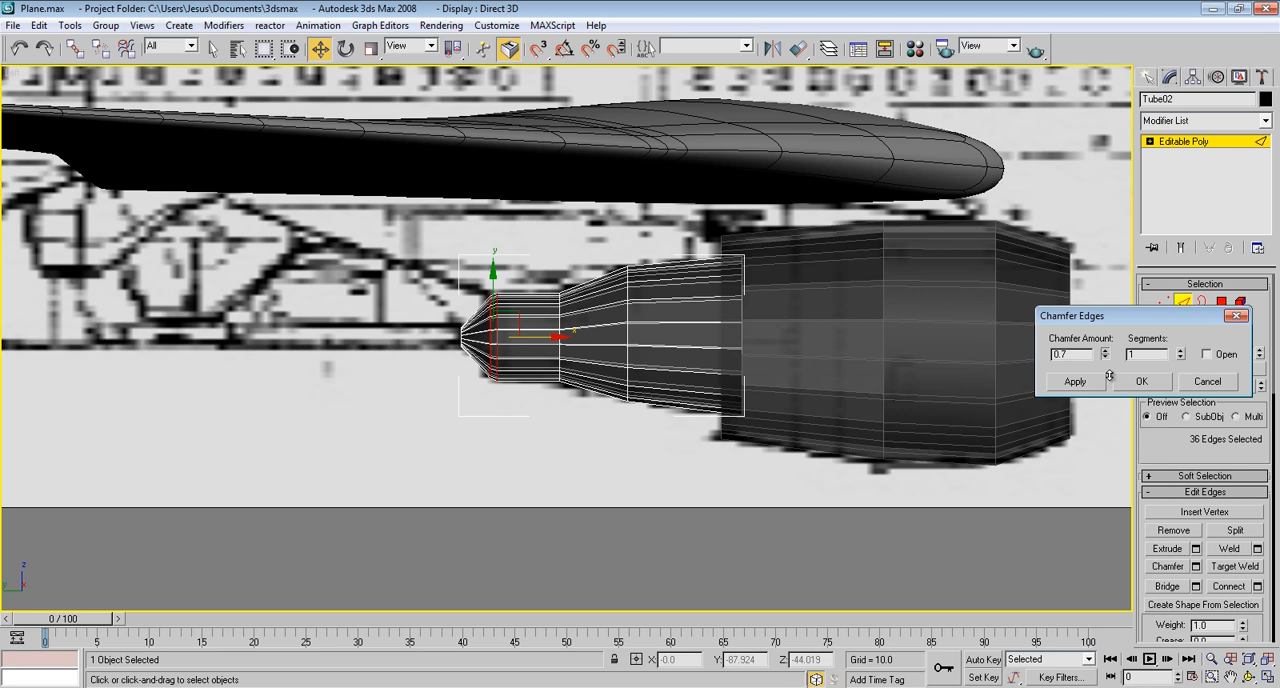 Plane.max - Project Folder: C:\Users\Jesus\Documents\3dsmax - Autodesk 3ds Max 2008 - Display : Direct 3D
File Edit Tools Group Views Create Modifiers reactor Animation Graph Editors Rendering Customize MAXScript Help
All View View
Tube02
Modifier List
Editable Poly
y
x
Selection
Chamfer Edges
Chamfer Amount: Segments:
0.7 1 Open
Apply OK Cancel
Preview Selection
Off SubObj Multi
36 Edges Selected
Soft Selection
Edit Edges
Insert Vertex
Remove Split
Extrude Weld
Chamfer Target Weld
Bridge Connect
Create Shape From Selection
Weight: 1.0
z
x
0 / 100
0 5 10 15 20 25 30 35 40 45 50 55 60 65 70 75 80 85 90 95 100
1 Object Selected X: -0.0 Y: -87.924 Z: -44.019 Grid = 10.0 Auto Key Selected
Click or click-and-drag to select objects Add Time Tag Set Key Key Filters... 0